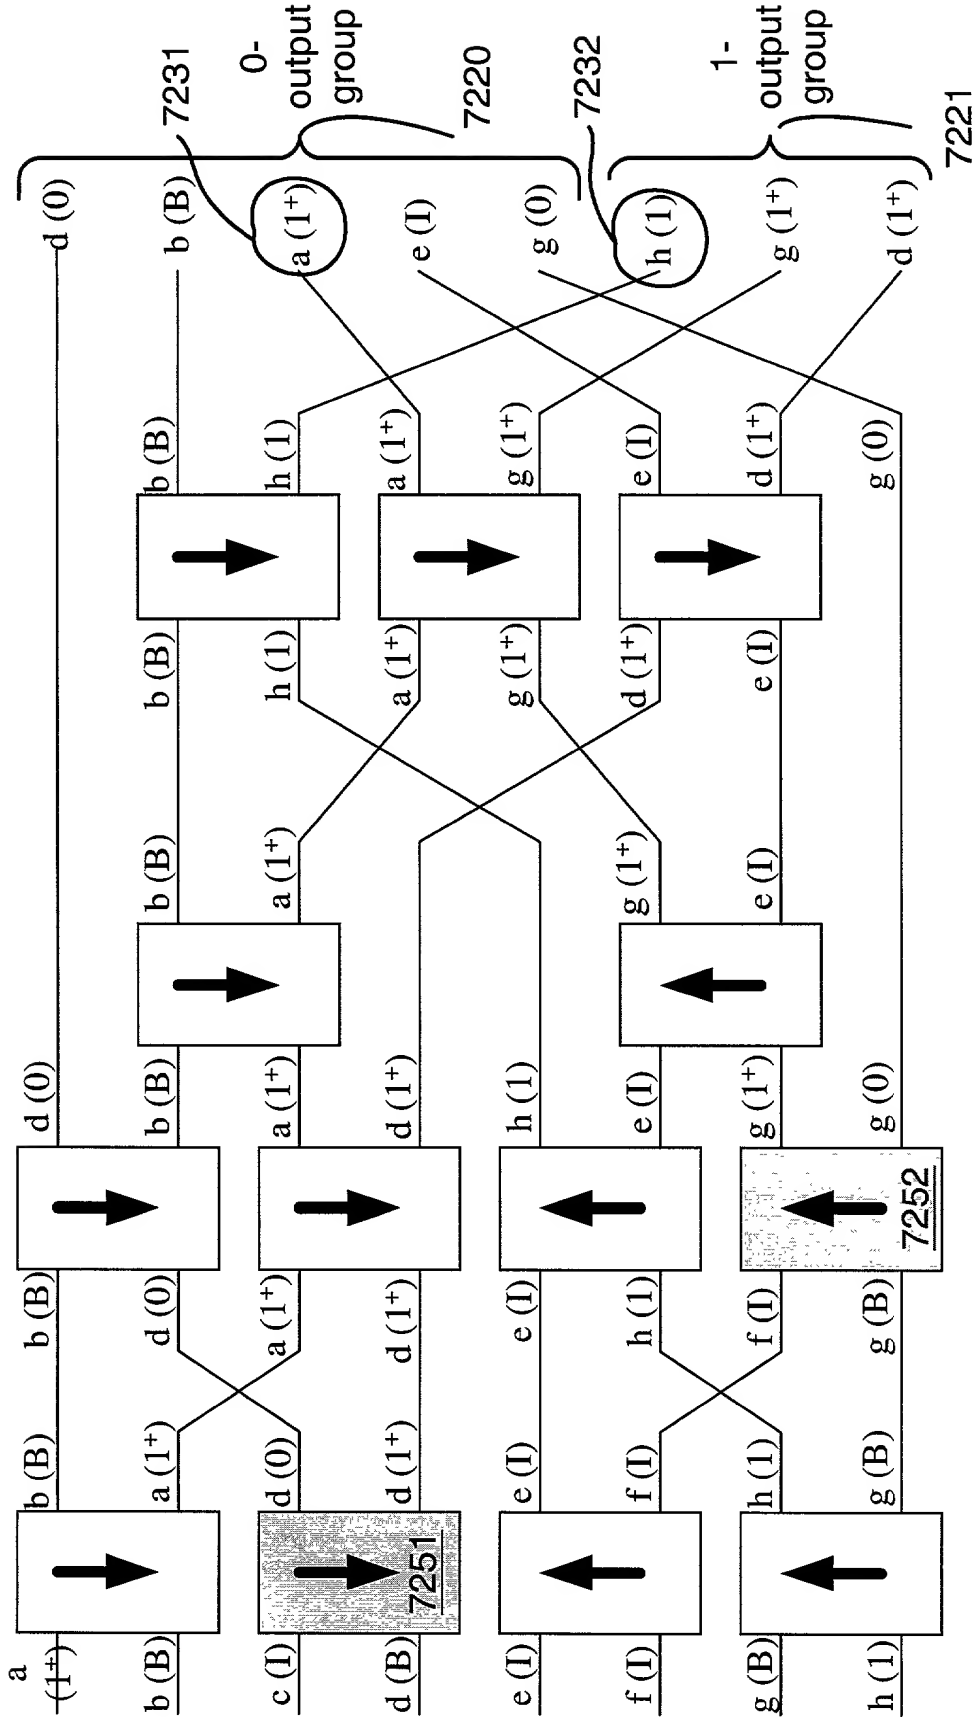 a
(1+)
b (B)
c (I)
d (B)
e (I)
f (I)
g (B)
h (1)
7251
b (B)
a (1+)
d (0)
d (1+)
e (I)
f (I)
h (1)
g (B)
b (B)
d (0)
a (1+)
d (1+)
e (I)
h (1)
f (I)
g (B)
7252
d (0)
b (B)
a (1+)
d (1+)
h (1)
e (I)
g (1+)
g (0)
b (B)
a (1+)
g (1+)
e (I)
b (B)
h (1)
a (1+)
g (1+)
d (1+)
e (I)
b (B)
h (1)
a (1+)
g (1+)
e (I)
d (1+)
g (0)
d (0)
b (B)
a (1+)
e (I)
g (0)
h (1)
g (1+)
d (1+)
7231
0-
output
group
7220
7232
1-
output
group
7221